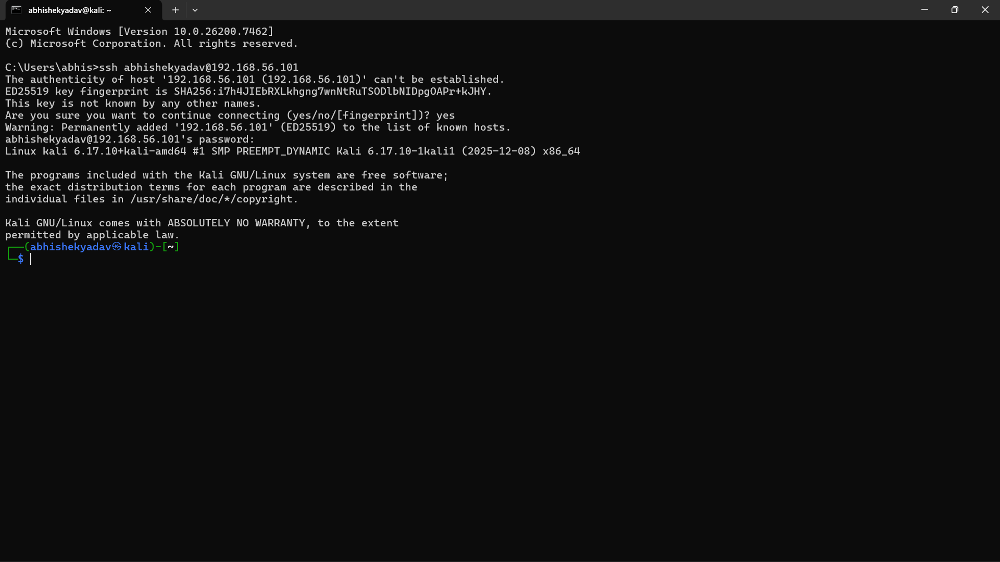 abhishekyadav@kali: ~
Microsoft Windows [Version 10.0.26200.7462]
(c) Microsoft Corporation. All rights reserved.
C:\Users\abhis>ssh abhishekyadav@192.168.56.101
The authenticity of host '192.168.56.101 (192.168.56.101)' can't be established.
ED25519 key fingerprint is SHA256:i7h4JIEbRXLkhgng7wnNtRuTSODlbNIDpgOAPr+kJHY.
This key is not known by any other names.
Are you sure you want to continue connecting (yes/no/[fingerprint])? yes
Warning: Permanently added '192.168.56.101' (ED25519) to the list of known hosts.
abhishekyadav@192.168.56.101's password:
Linux kali 6.17.10+kali-amd64 #1 SMP PREEMPT_DYNAMIC Kali 6.17.10-1kali1 (2025-12-08) x86_64
The programs included with the Kali GNU/Linux system are free software;
the exact distribution terms for each program are described in the
individual files in /usr/share/doc/*/copyright.
Kali GNU/Linux comes with ABSOLUTELY NO WARRANTY, to the extent
permitted by applicable law.
┌──(abhishekyadav㉿kali)-[~]
└─$